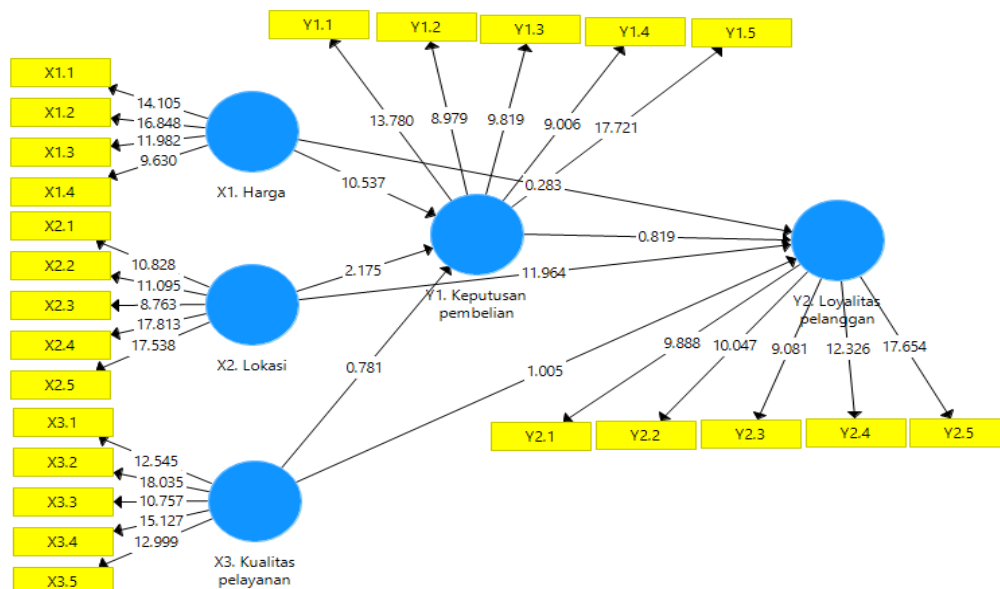 Y1.1
Y1.2
Y1.3
Y1.4
Y1.5
X1.1
X1.2
X1.3
X1.4
14.105
16.848
11.982
9.630
X1. Harga
13.780
8.979
9.819
9.006
17.721
10.537
0.283
X2.1
X2.2
X2.3
X2.4
X2.5
10.828
11.095
8.763
17.813
17.538
X2. Lokasi
2.175
11.964
0.819
Y1. Keputusan
pembelian
Y2. Loyalitas
pelanggan
0.781
1.005
9.888
10.047
9.081
12.326
17.654
Y2.1
Y2.2
Y2.3
Y2.4
Y2.5
X3.1
X3.2
X3.3
X3.4
X3.5
12.545
18.035
10.757
15.127
12.999
X3. Kualitas
pelayanan